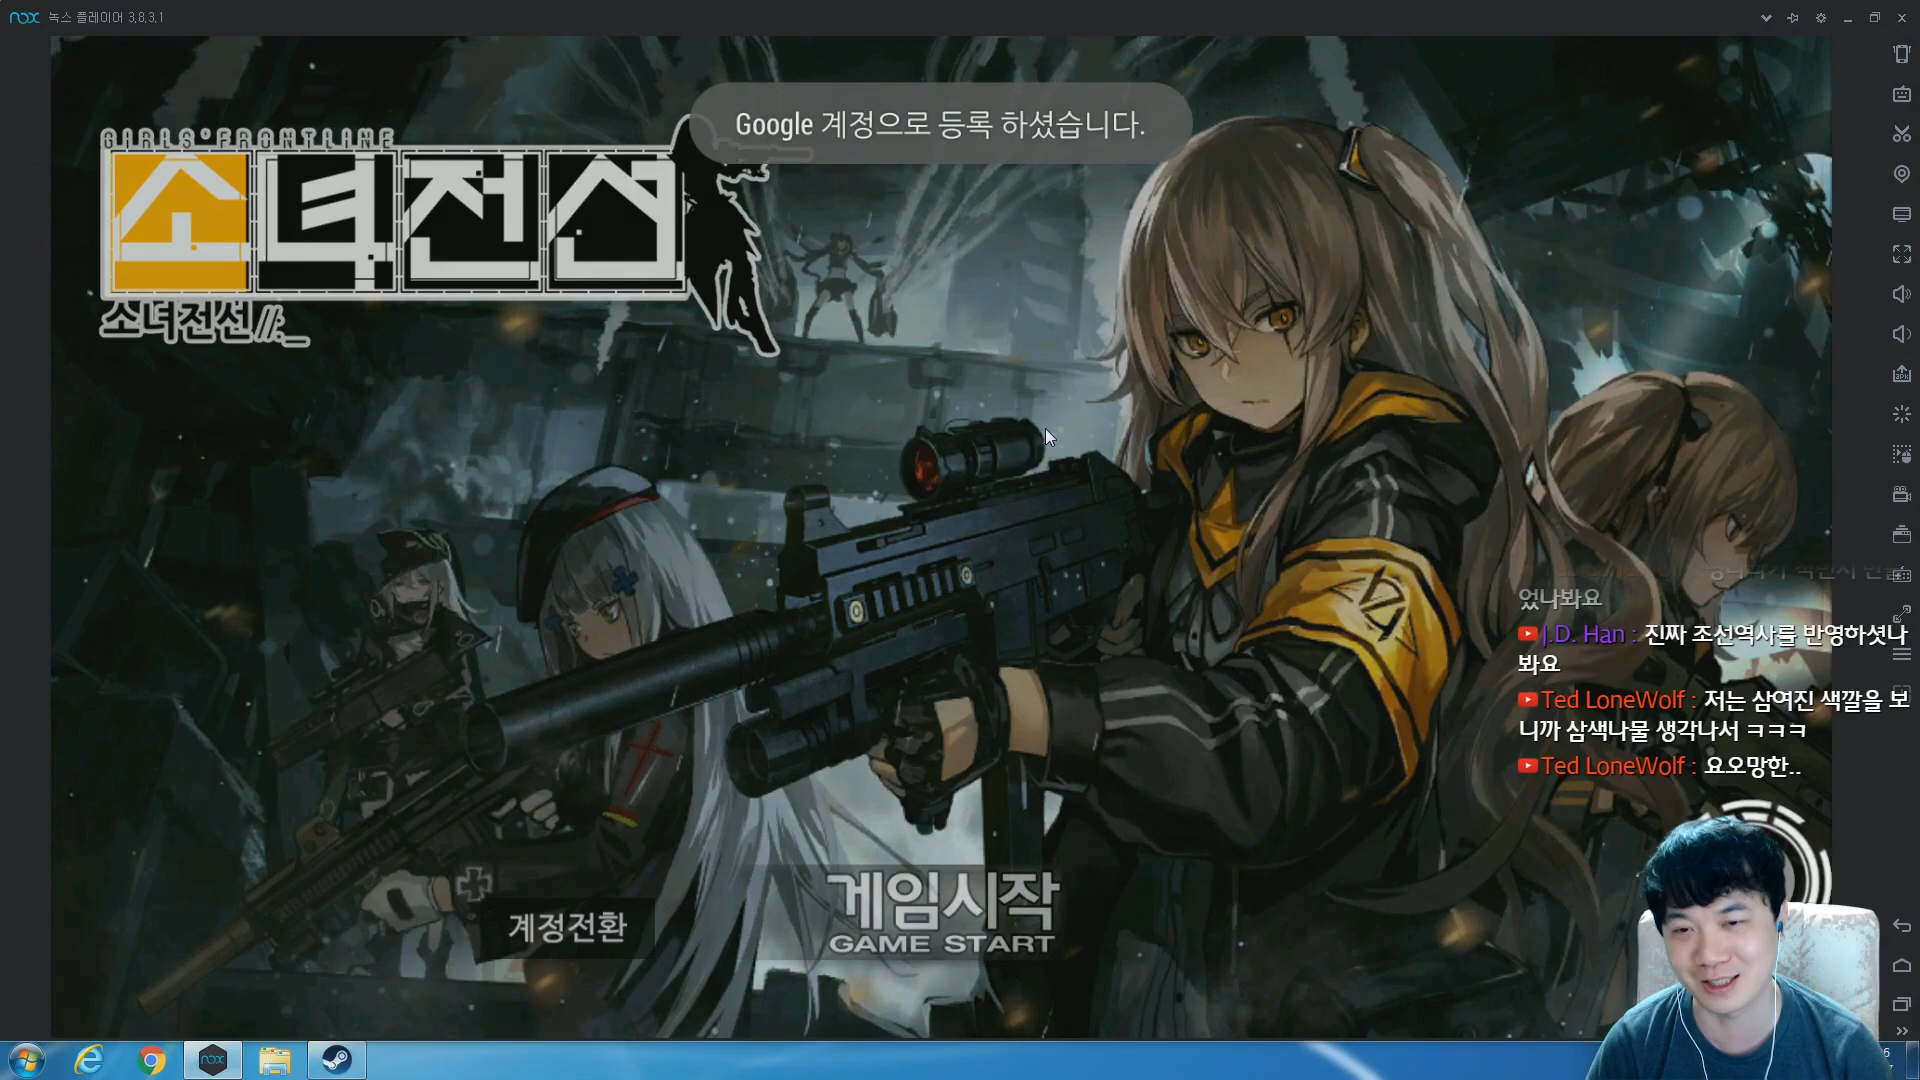 nox 녹스 플레이어 3.8.3.1
Google 계정으로 등록 하셨습니다.
GIRLS' FRONTLINE
소녀전선
소녀전선//:_
었나봐요
J.D. Han : 진짜 조선역사를 반영하셧나
봐요
Ted LoneWolf : 저는 삼여진 색깔을 보
니까 삼색나물 생각나서 ㅋㅋㅋ
Ted LoneWolf : 요오망한..
계정전환
게임시작
GAME START
nox